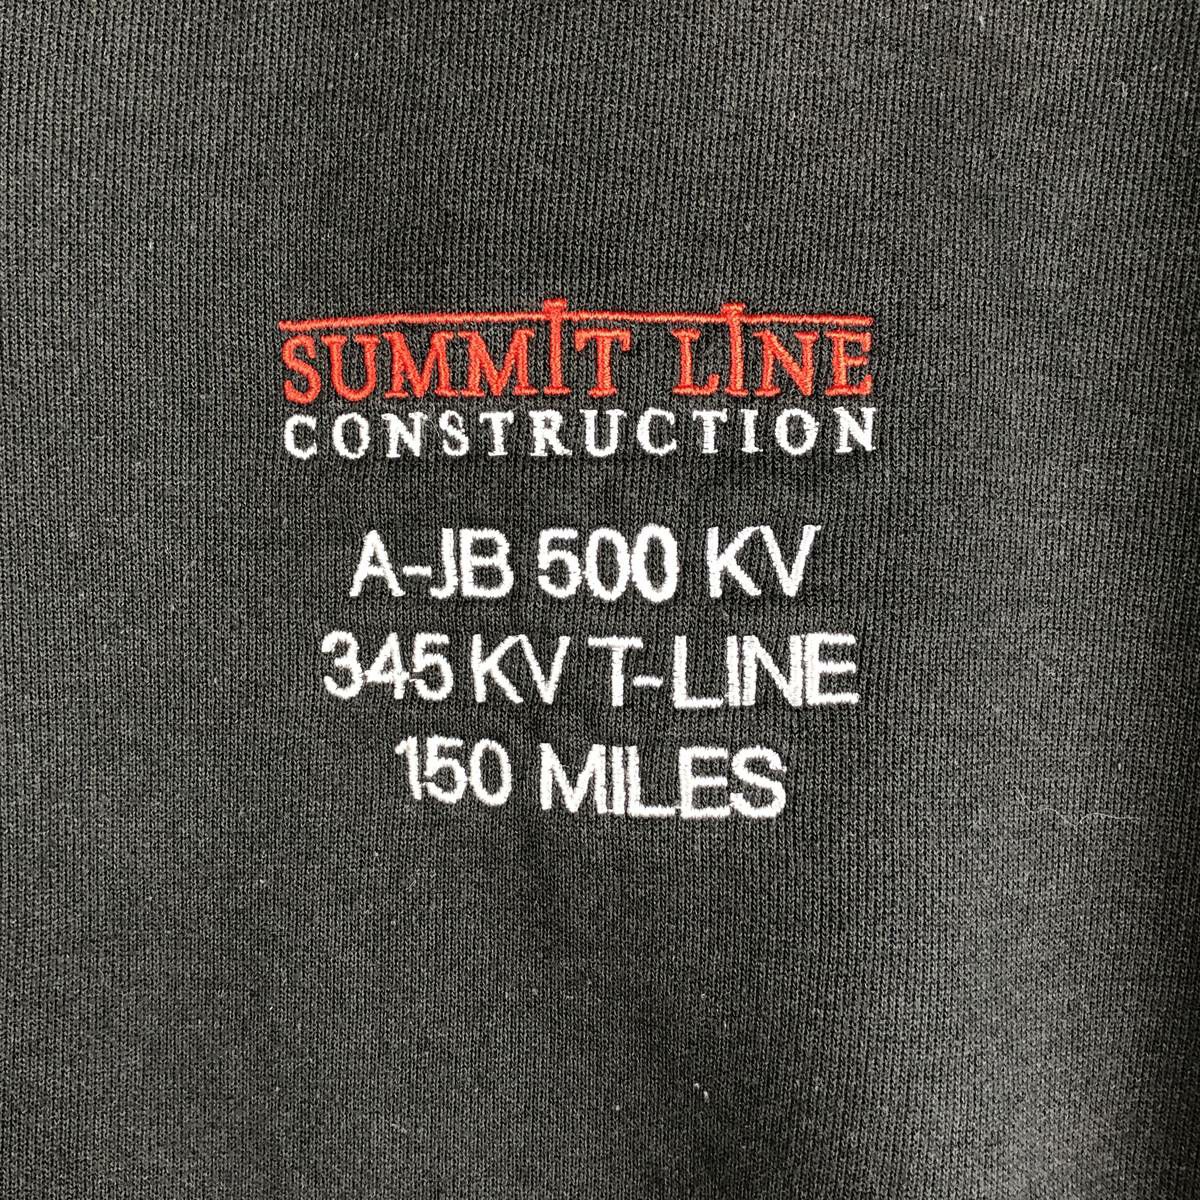 SUMMIT LINE
CONSTRUCTION
A-JB 500 KV
345 KV T-LINE
150 MILES